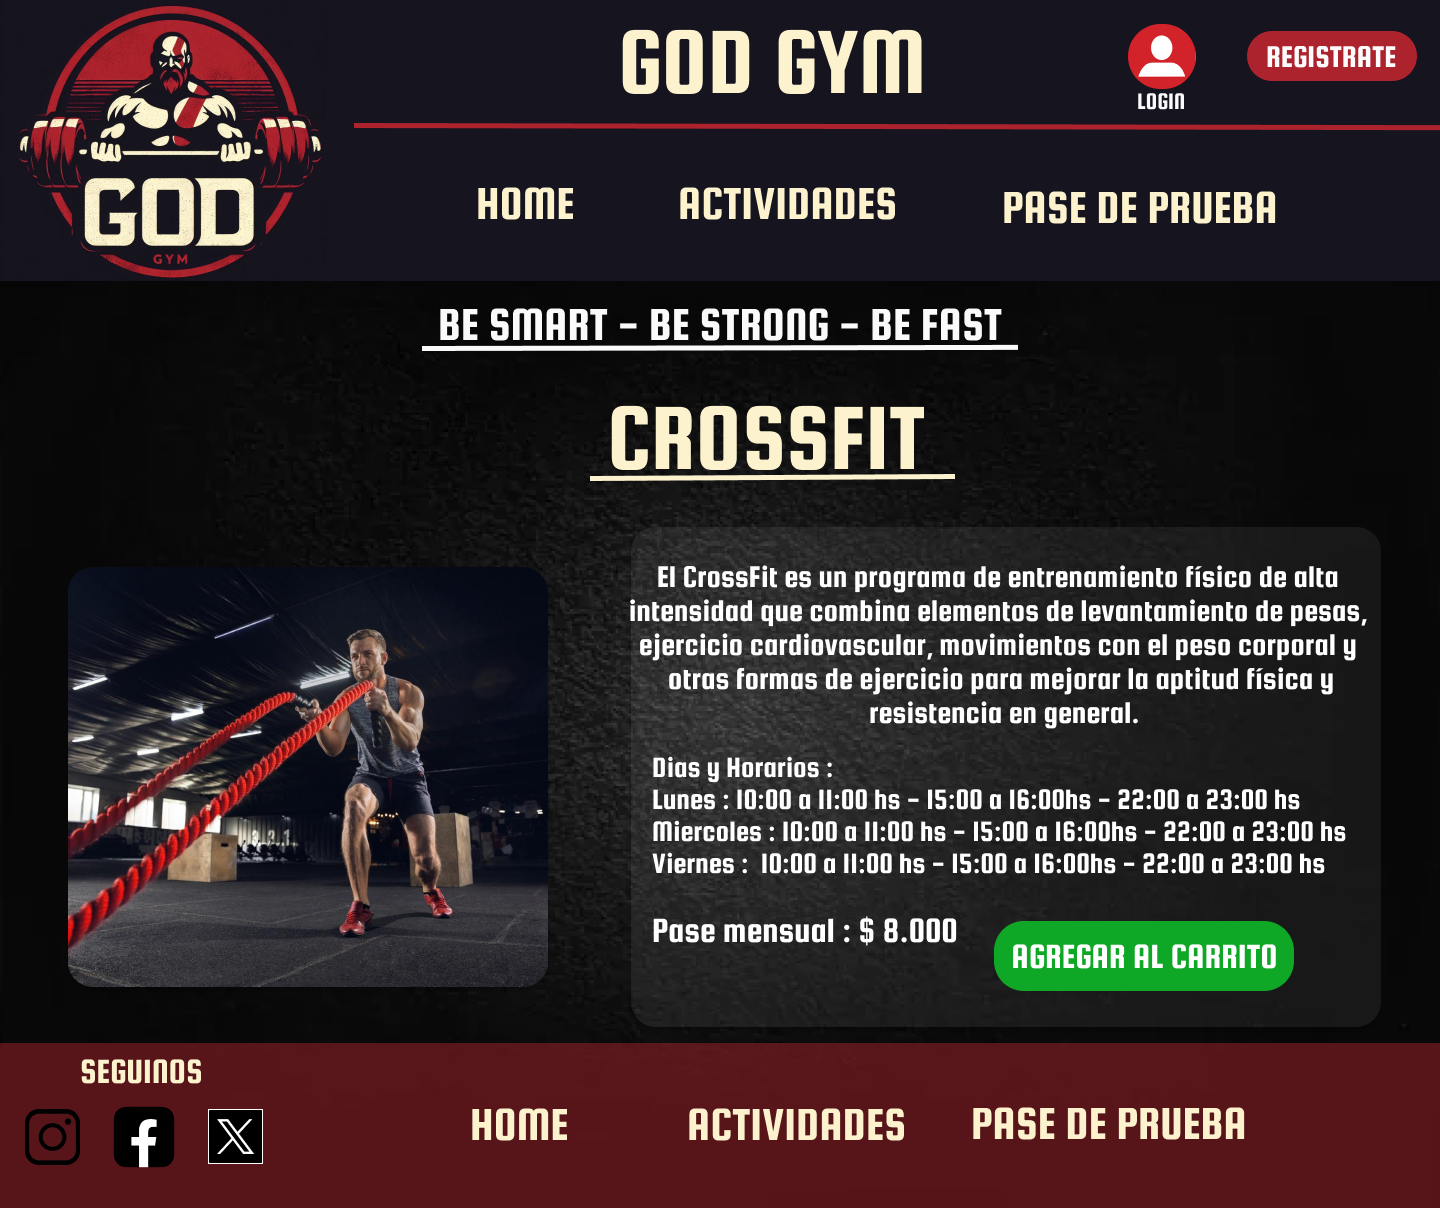 GOD
GYM
GOD GYM
LOGIN
REGISTRATE
HOME
ACTIVIDADES
PASE DE PRUEBA
BE SMART - BE STRONG - BE FAST
CROSSFIT
El CrossFit es un programa de entrenamiento físico de alta
intensidad que combina elementos de levantamiento de pesas,
ejercicio cardiovascular, movimientos con el peso corporal y
otras formas de ejercicio para mejorar la aptitud física y
resistencia en general.
Dias y Horarios :
Lunes : 10:00 a 11:00 hs - 15:00 a 16:00hs - 22:00 a 23:00 hs
Miercoles : 10:00 a 11:00 hs - 15:00 a 16:00hs - 22:00 a 23:00 hs
Viernes :  10:00 a 11:00 hs - 15:00 a 16:00hs - 22:00 a 23:00 hs
Pase mensual : $ 8.000
AGREGAR AL CARRITO
SEGUINOS
HOME
ACTIVIDADES
PASE DE PRUEBA